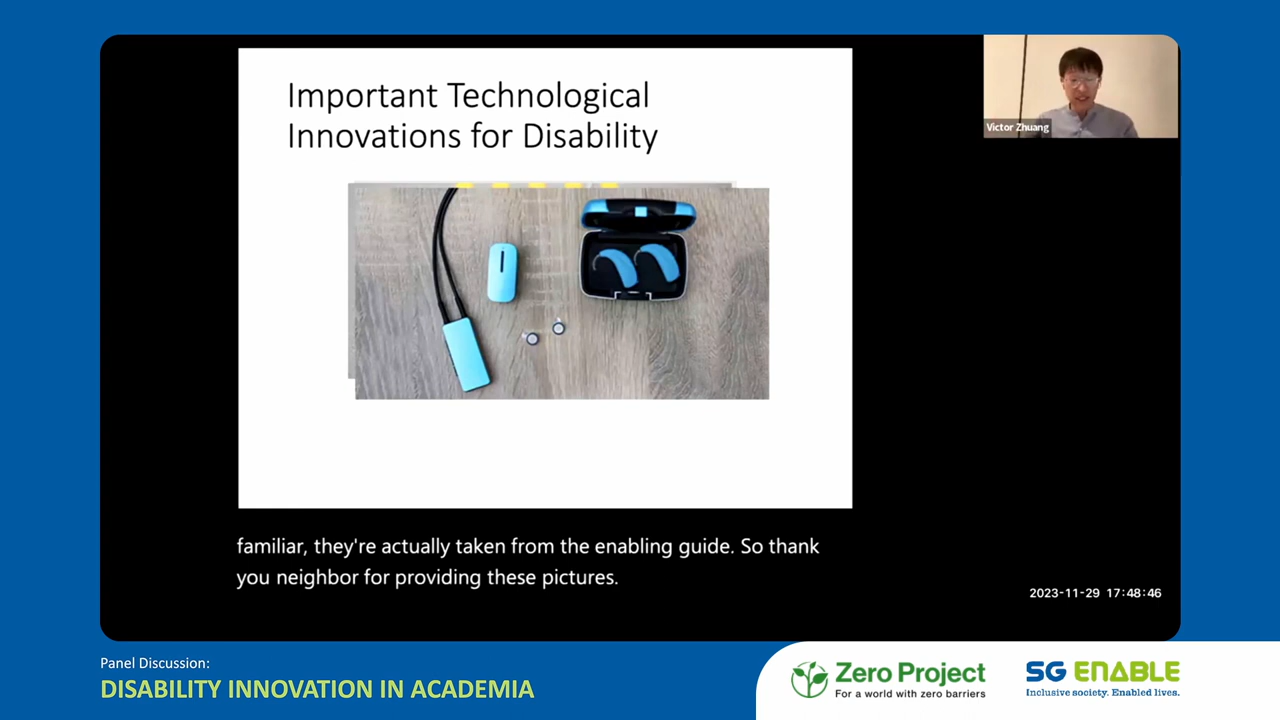 Important Technological
Innovations for Disability
Victor Zhuang
familiar, they're actually taken from the enabling guide. So thank
you neighbor for providing these pictures.
2023-11-29 17:48:46
Panel Discussion:
DISABILITY INNOVATION IN ACADEMIA
Zero Project
For a world with zero barriers
SG ENABLE
Inclusive society. Enabled lives.